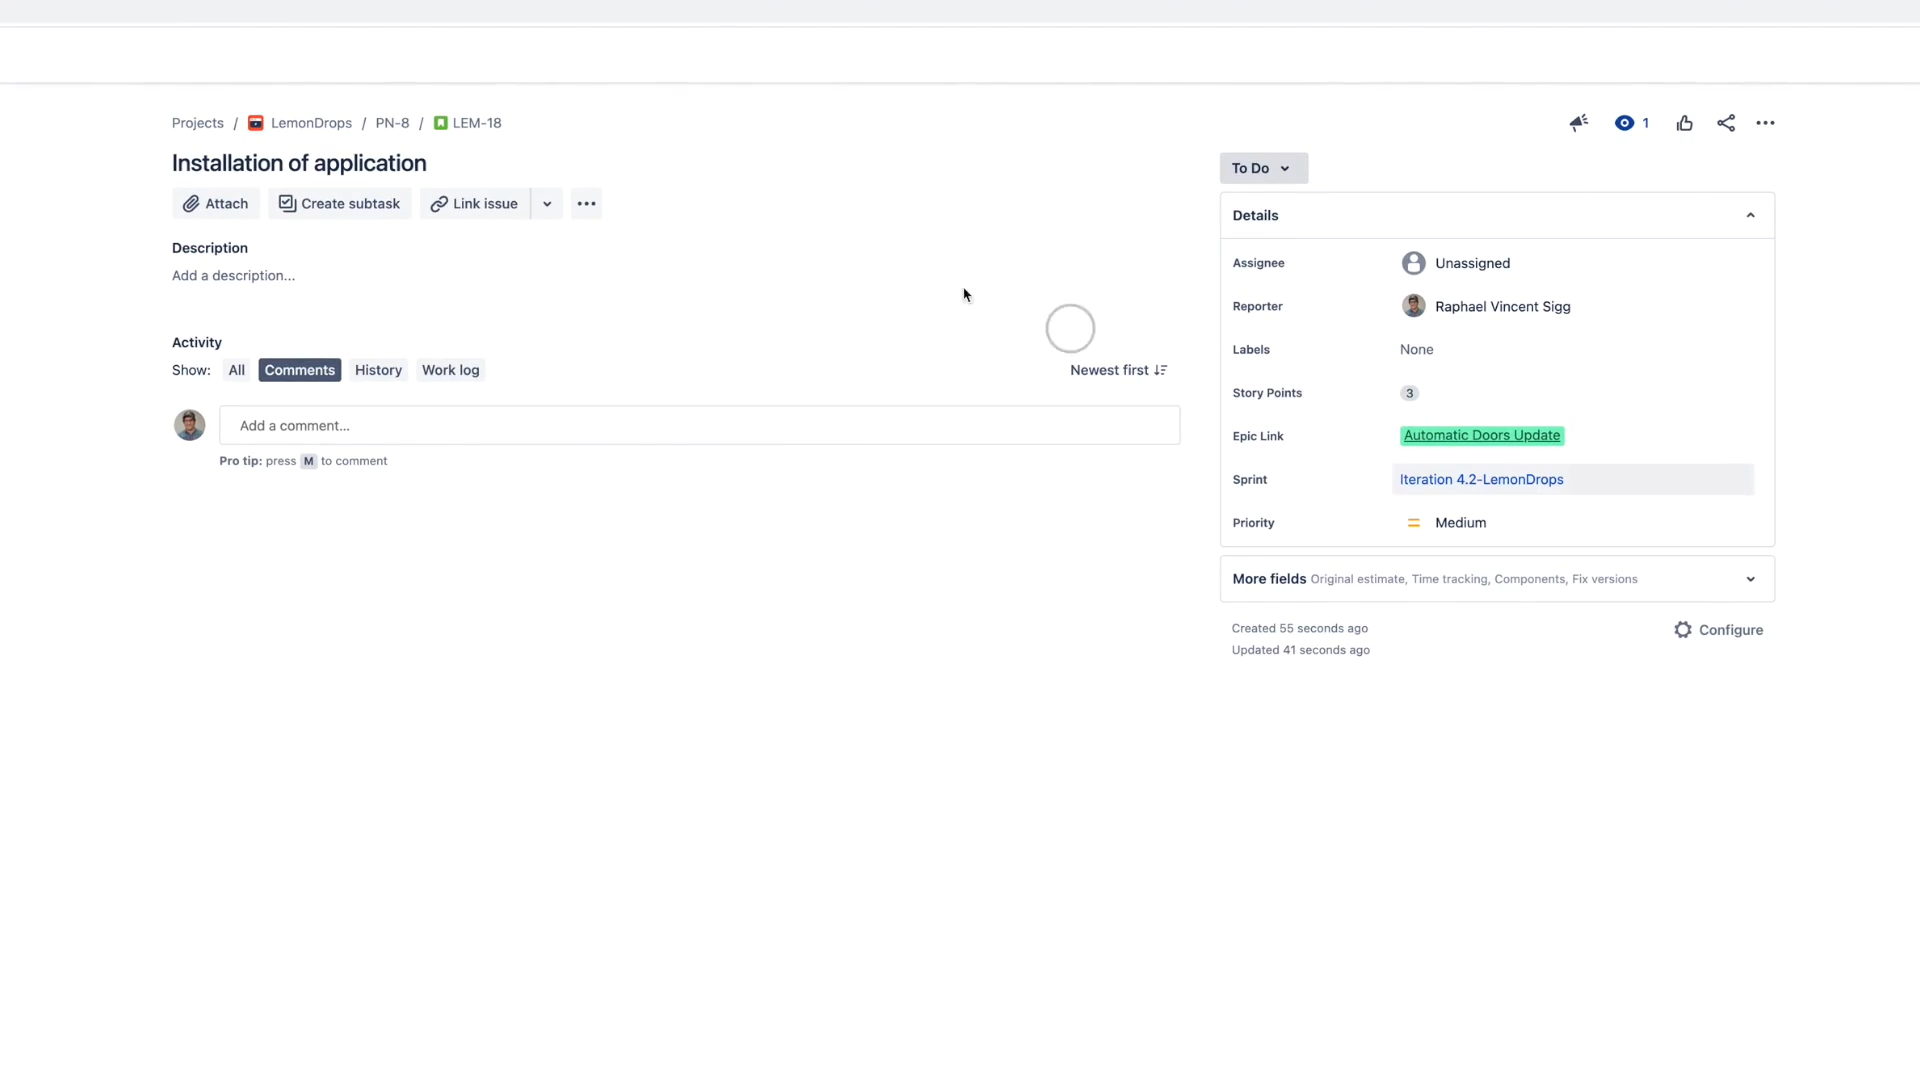 Projects / LemonDrops / PN-8 / LEM-18
1
Installation of application
To Do
Attach
Create subtask
Link issue
Details
Description
Add a description...
Assignee
Unassigned
Reporter
Raphael Vincent Sigg
Activity
Labels
None
Show:
All
Comments
History
Work log
Newest first
Story Points
3
Add a comment...
Epic Link
Automatic Doors Update
Pro tip: press M to comment
Sprint
Iteration 4.2-LemonDrops
Priority
Medium
More fields Original estimate, Time tracking, Components, Fix versions
Created 55 seconds ago
Configure
Updated 41 seconds ago